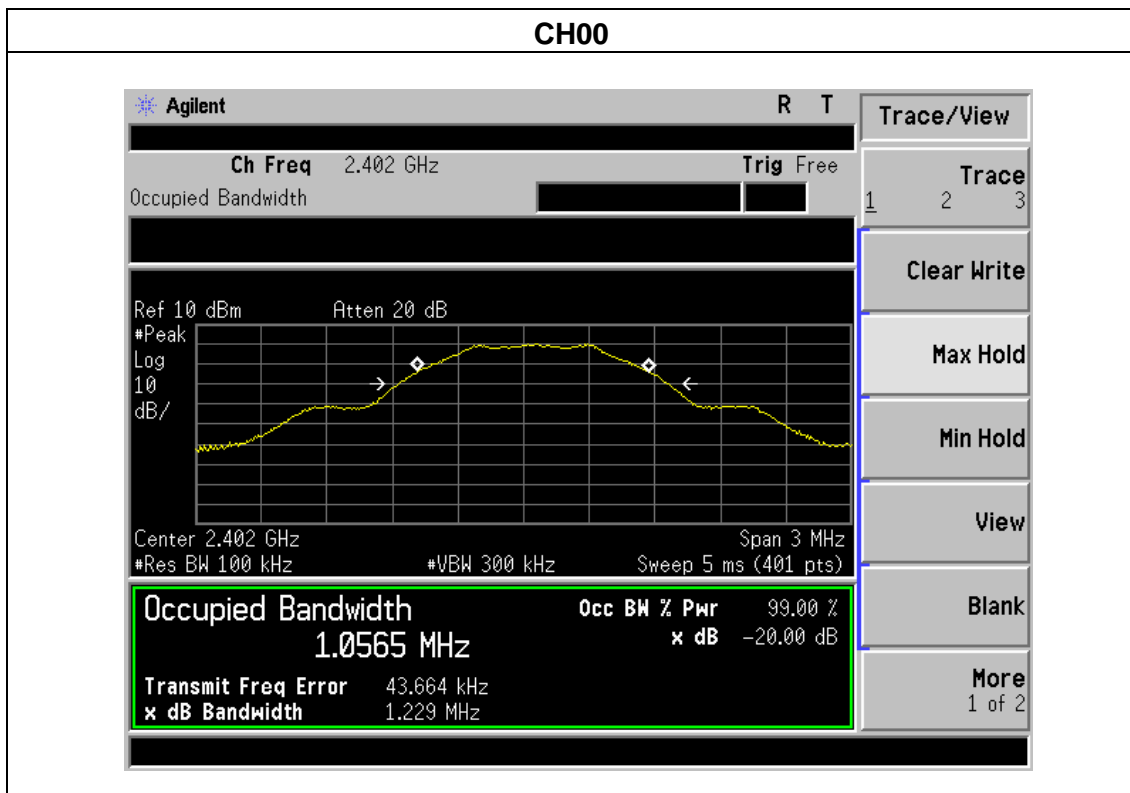 CH00
Agilent R T
Ch Freq 2.402 GHz Trig Free
Occupied Bandwidth
Ref 10 dBm Atten 20 dB
#Peak
Log
10
dB/
Center 2.402 GHz Span 3 MHz
#Res BW 100 kHz #VBW 300 kHz Sweep 5 ms (401 pts)
Occupied Bandwidth Occ BW % Pwr 99.00 %
1.0565 MHz x dB -20.00 dB
Transmit Freq Error 43.664 kHz
x dB Bandwidth 1.229 MHz
Trace/View
Trace
1 2 3
Clear Write
Max Hold
Min Hold
View
Blank
More
1 of 2